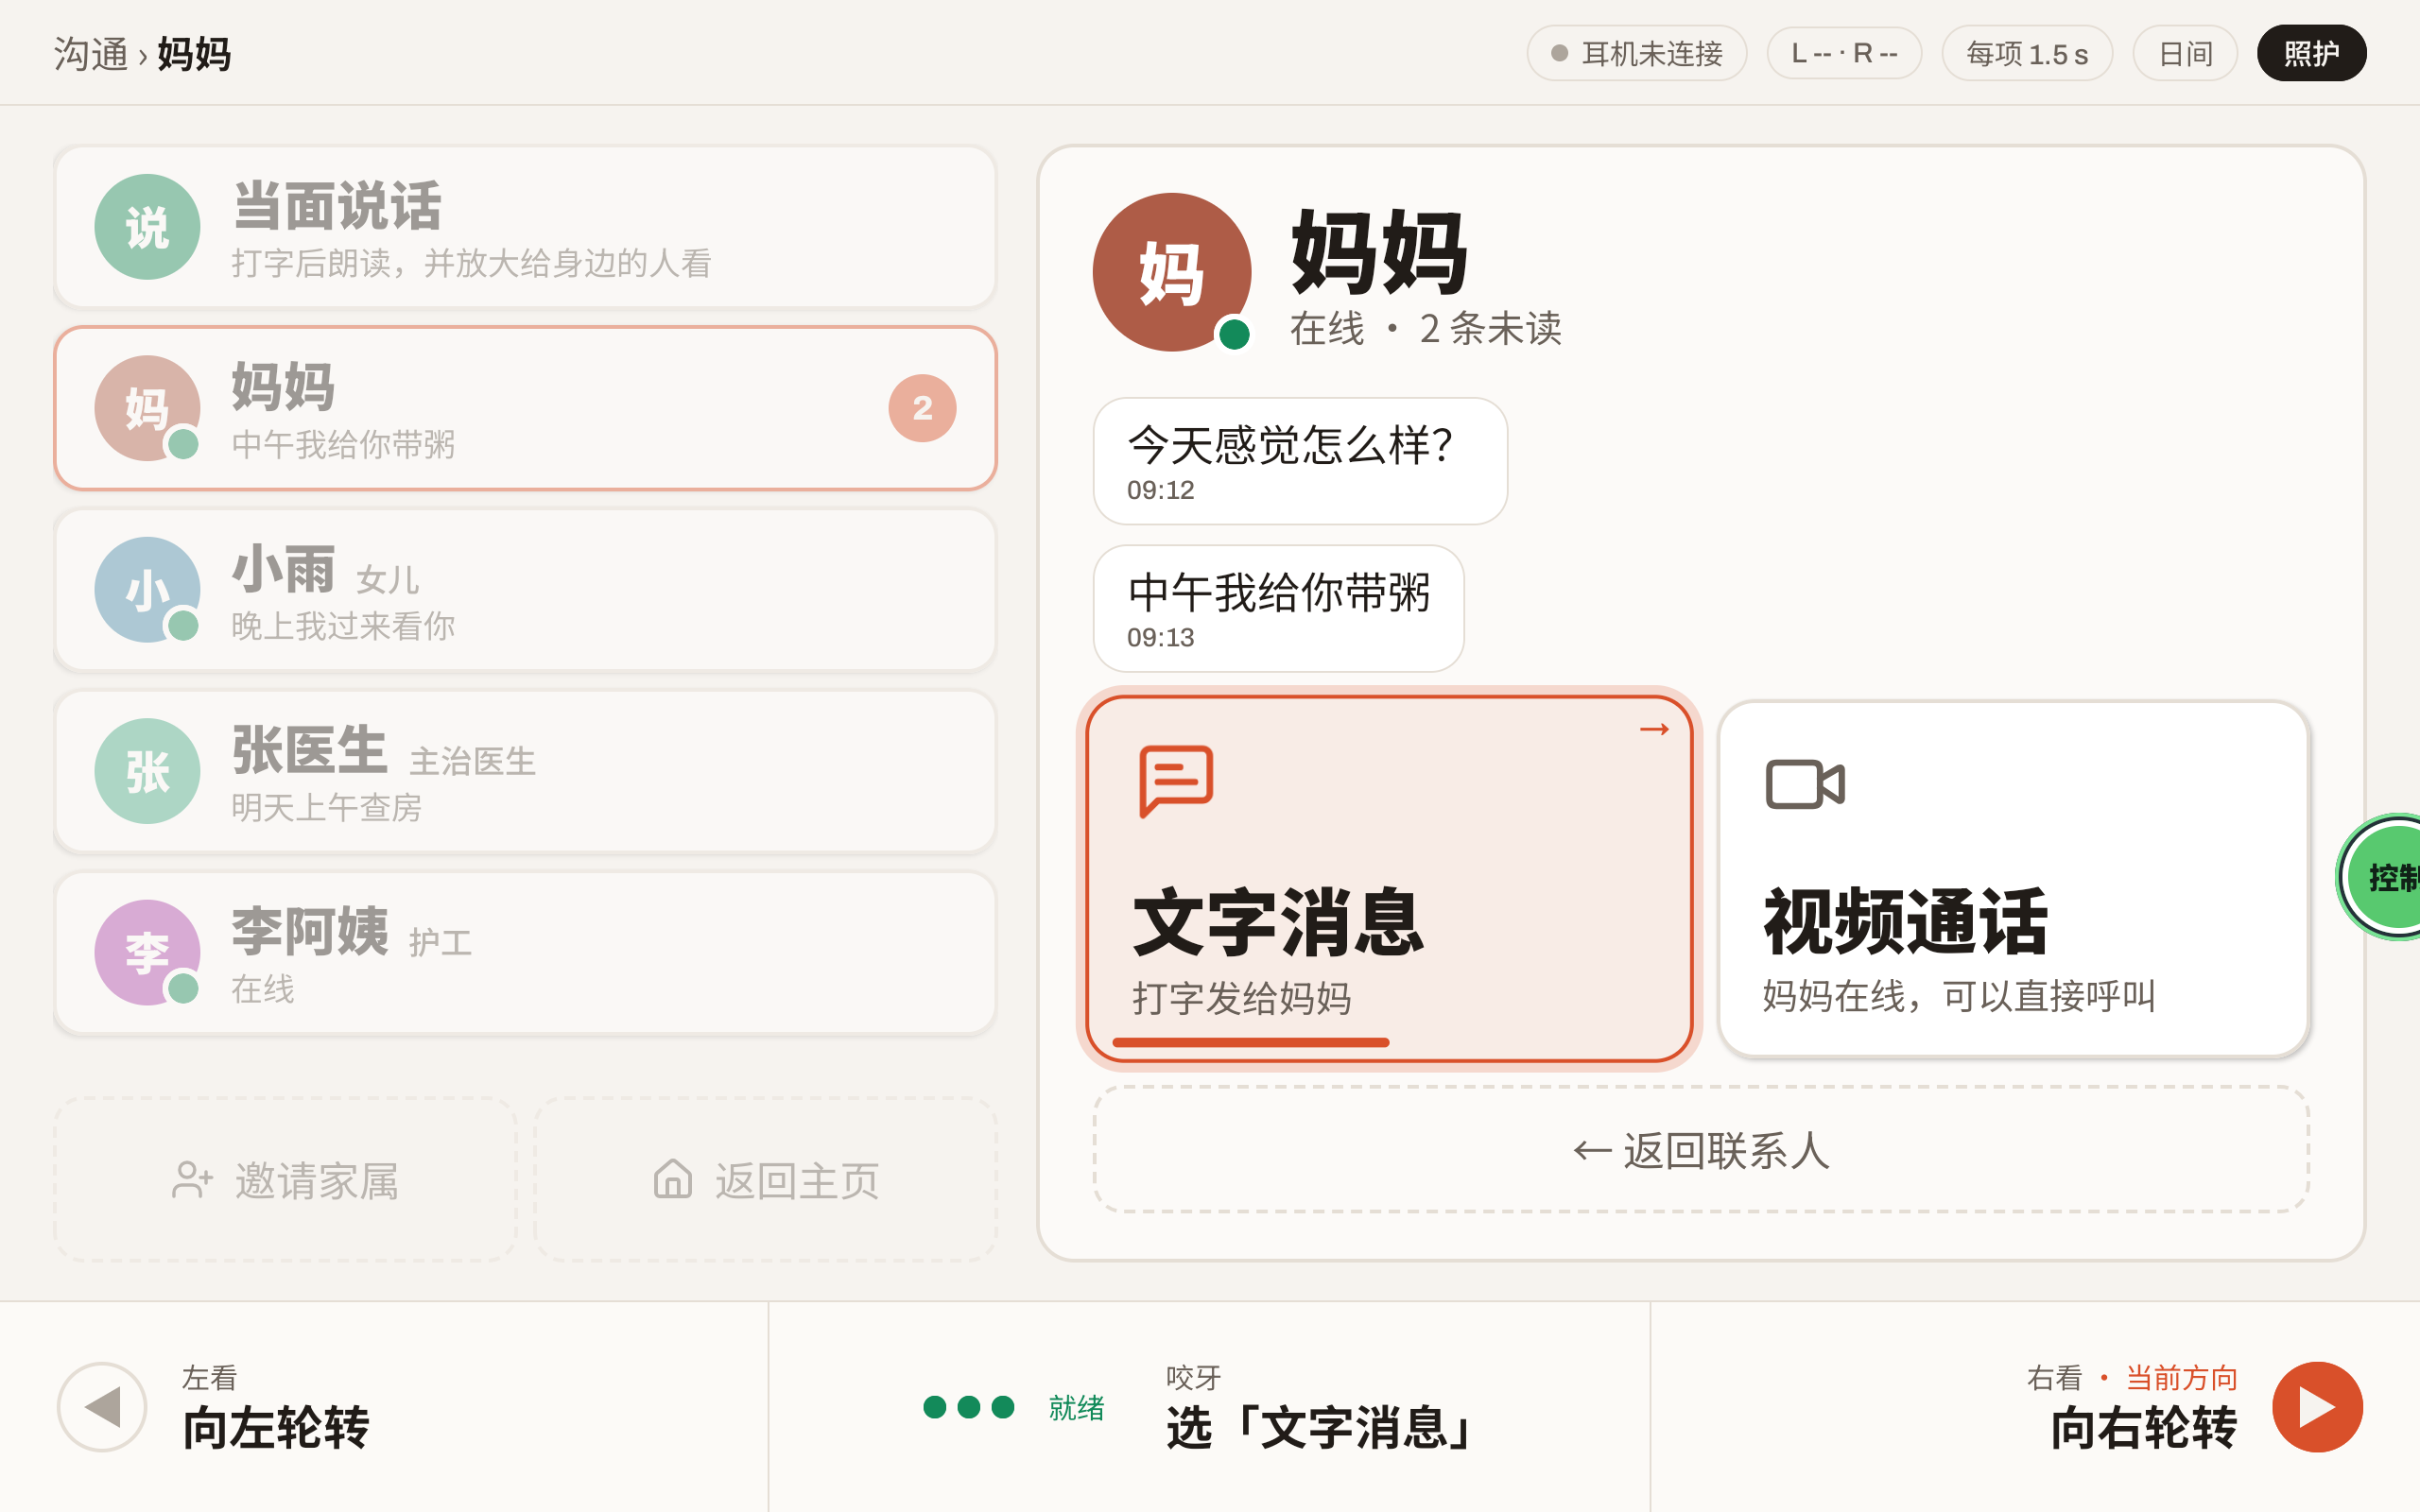 沟通 › 妈妈
耳机未连接
L -- · R --
每项 1.5 s
日间
照护
说
当面说话
打字后朗读，并放大给身边的人看
妈
妈妈
中午我给你带粥
2
小
小雨 女儿
晚上我过来看你
张
张医生 主治医生
明天上午查房
李
李阿姨 护工
在线
邀请家属
返回主页
妈
妈妈
在线 · 2 条未读
今天感觉怎么样？
09:12
中午我给你带粥
09:13
→
文字消息
打字发给妈妈
视频通话
妈妈在线，可以直接呼叫
← 返回联系人
控制
左看
向左轮转
就绪
咬牙
选「文字消息」
右看 · 当前方向
向右轮转